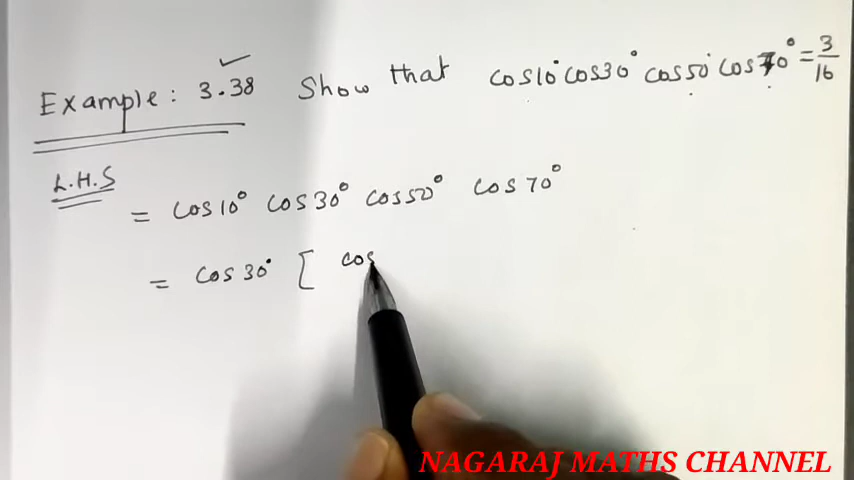 Example: 3.38 Show that cos10° cos30° cos50° cos70° = 3/16
L.H.S
= cos10° cos30° cos50° cos70°
= cos30° [ cos
NAGARAJ MATHS CHANNEL